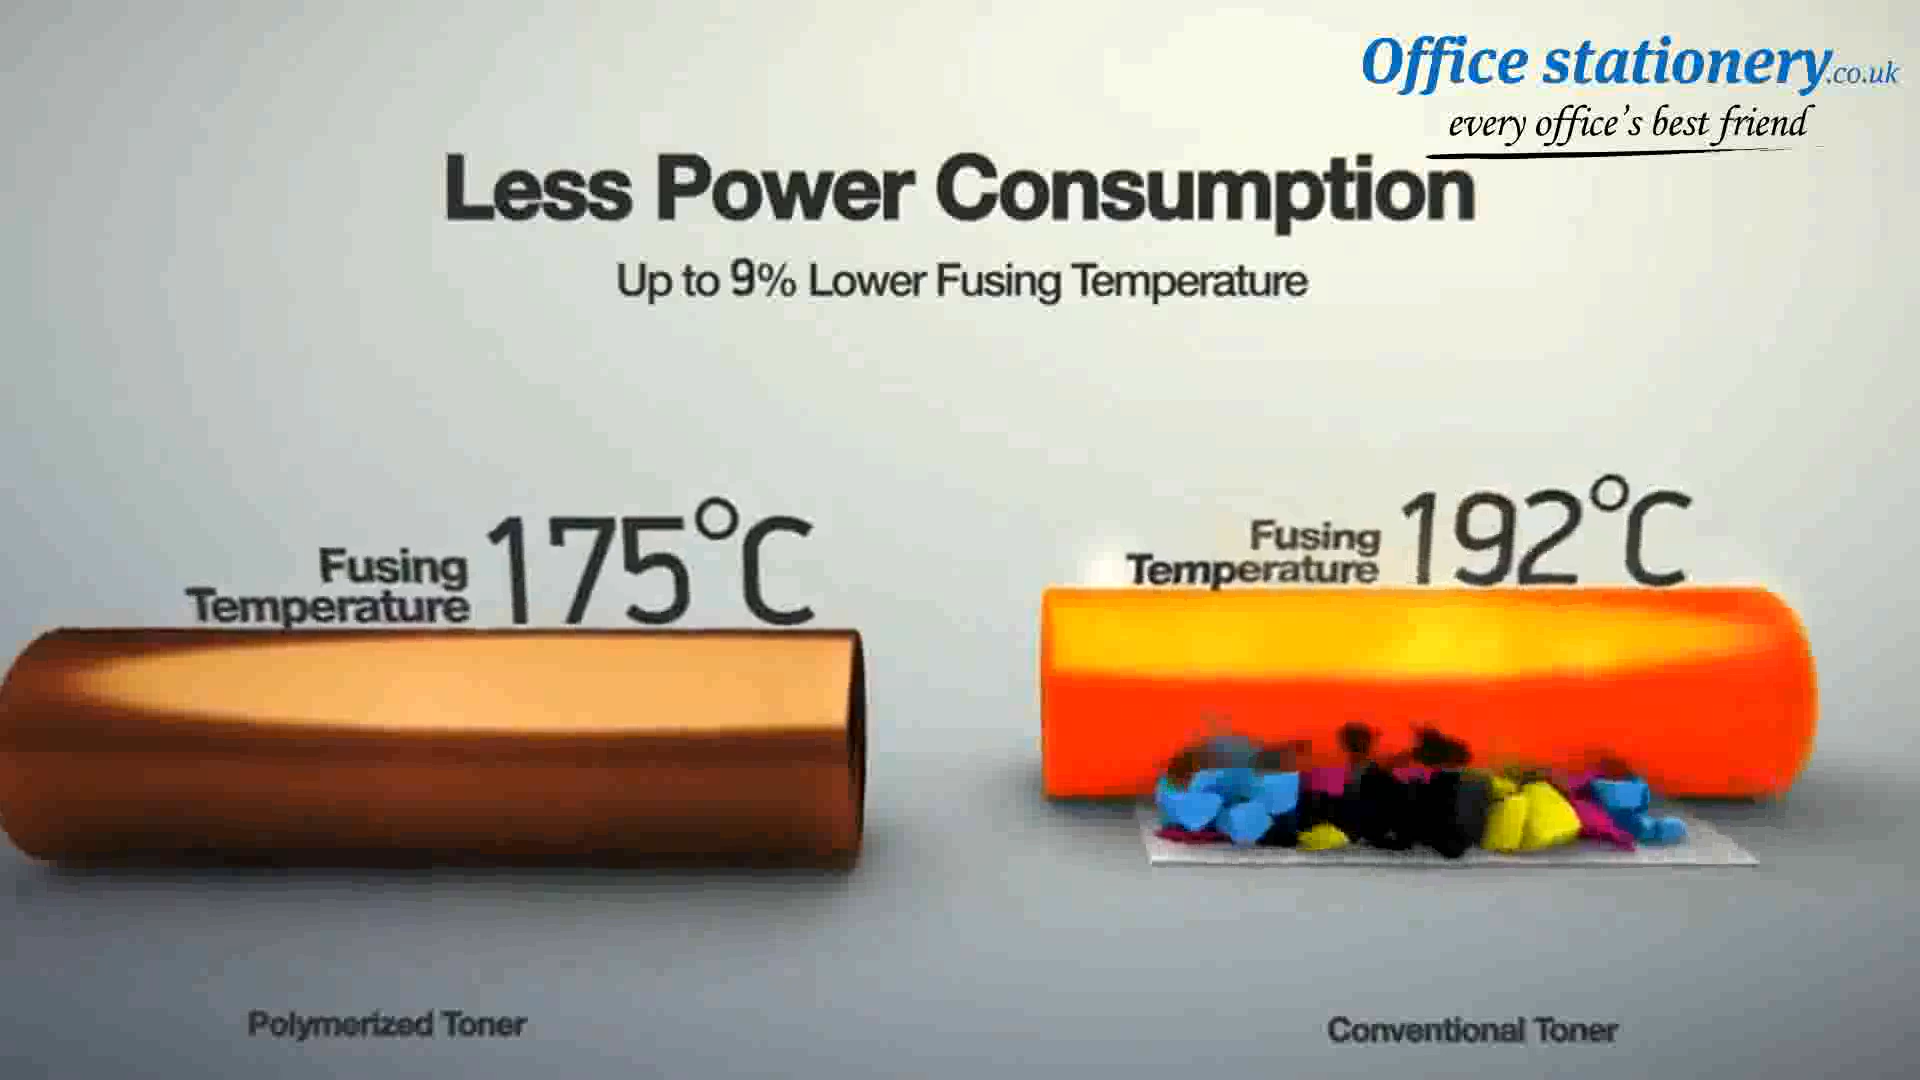 Office stationery.co.uk
every office's best friend
Less Power Consumption
Up to 9% Lower Fusing Temperature
Fusing
Temperature
175°C
Fusing
Temperature
192°C
Polymerized Toner
Conventional Toner